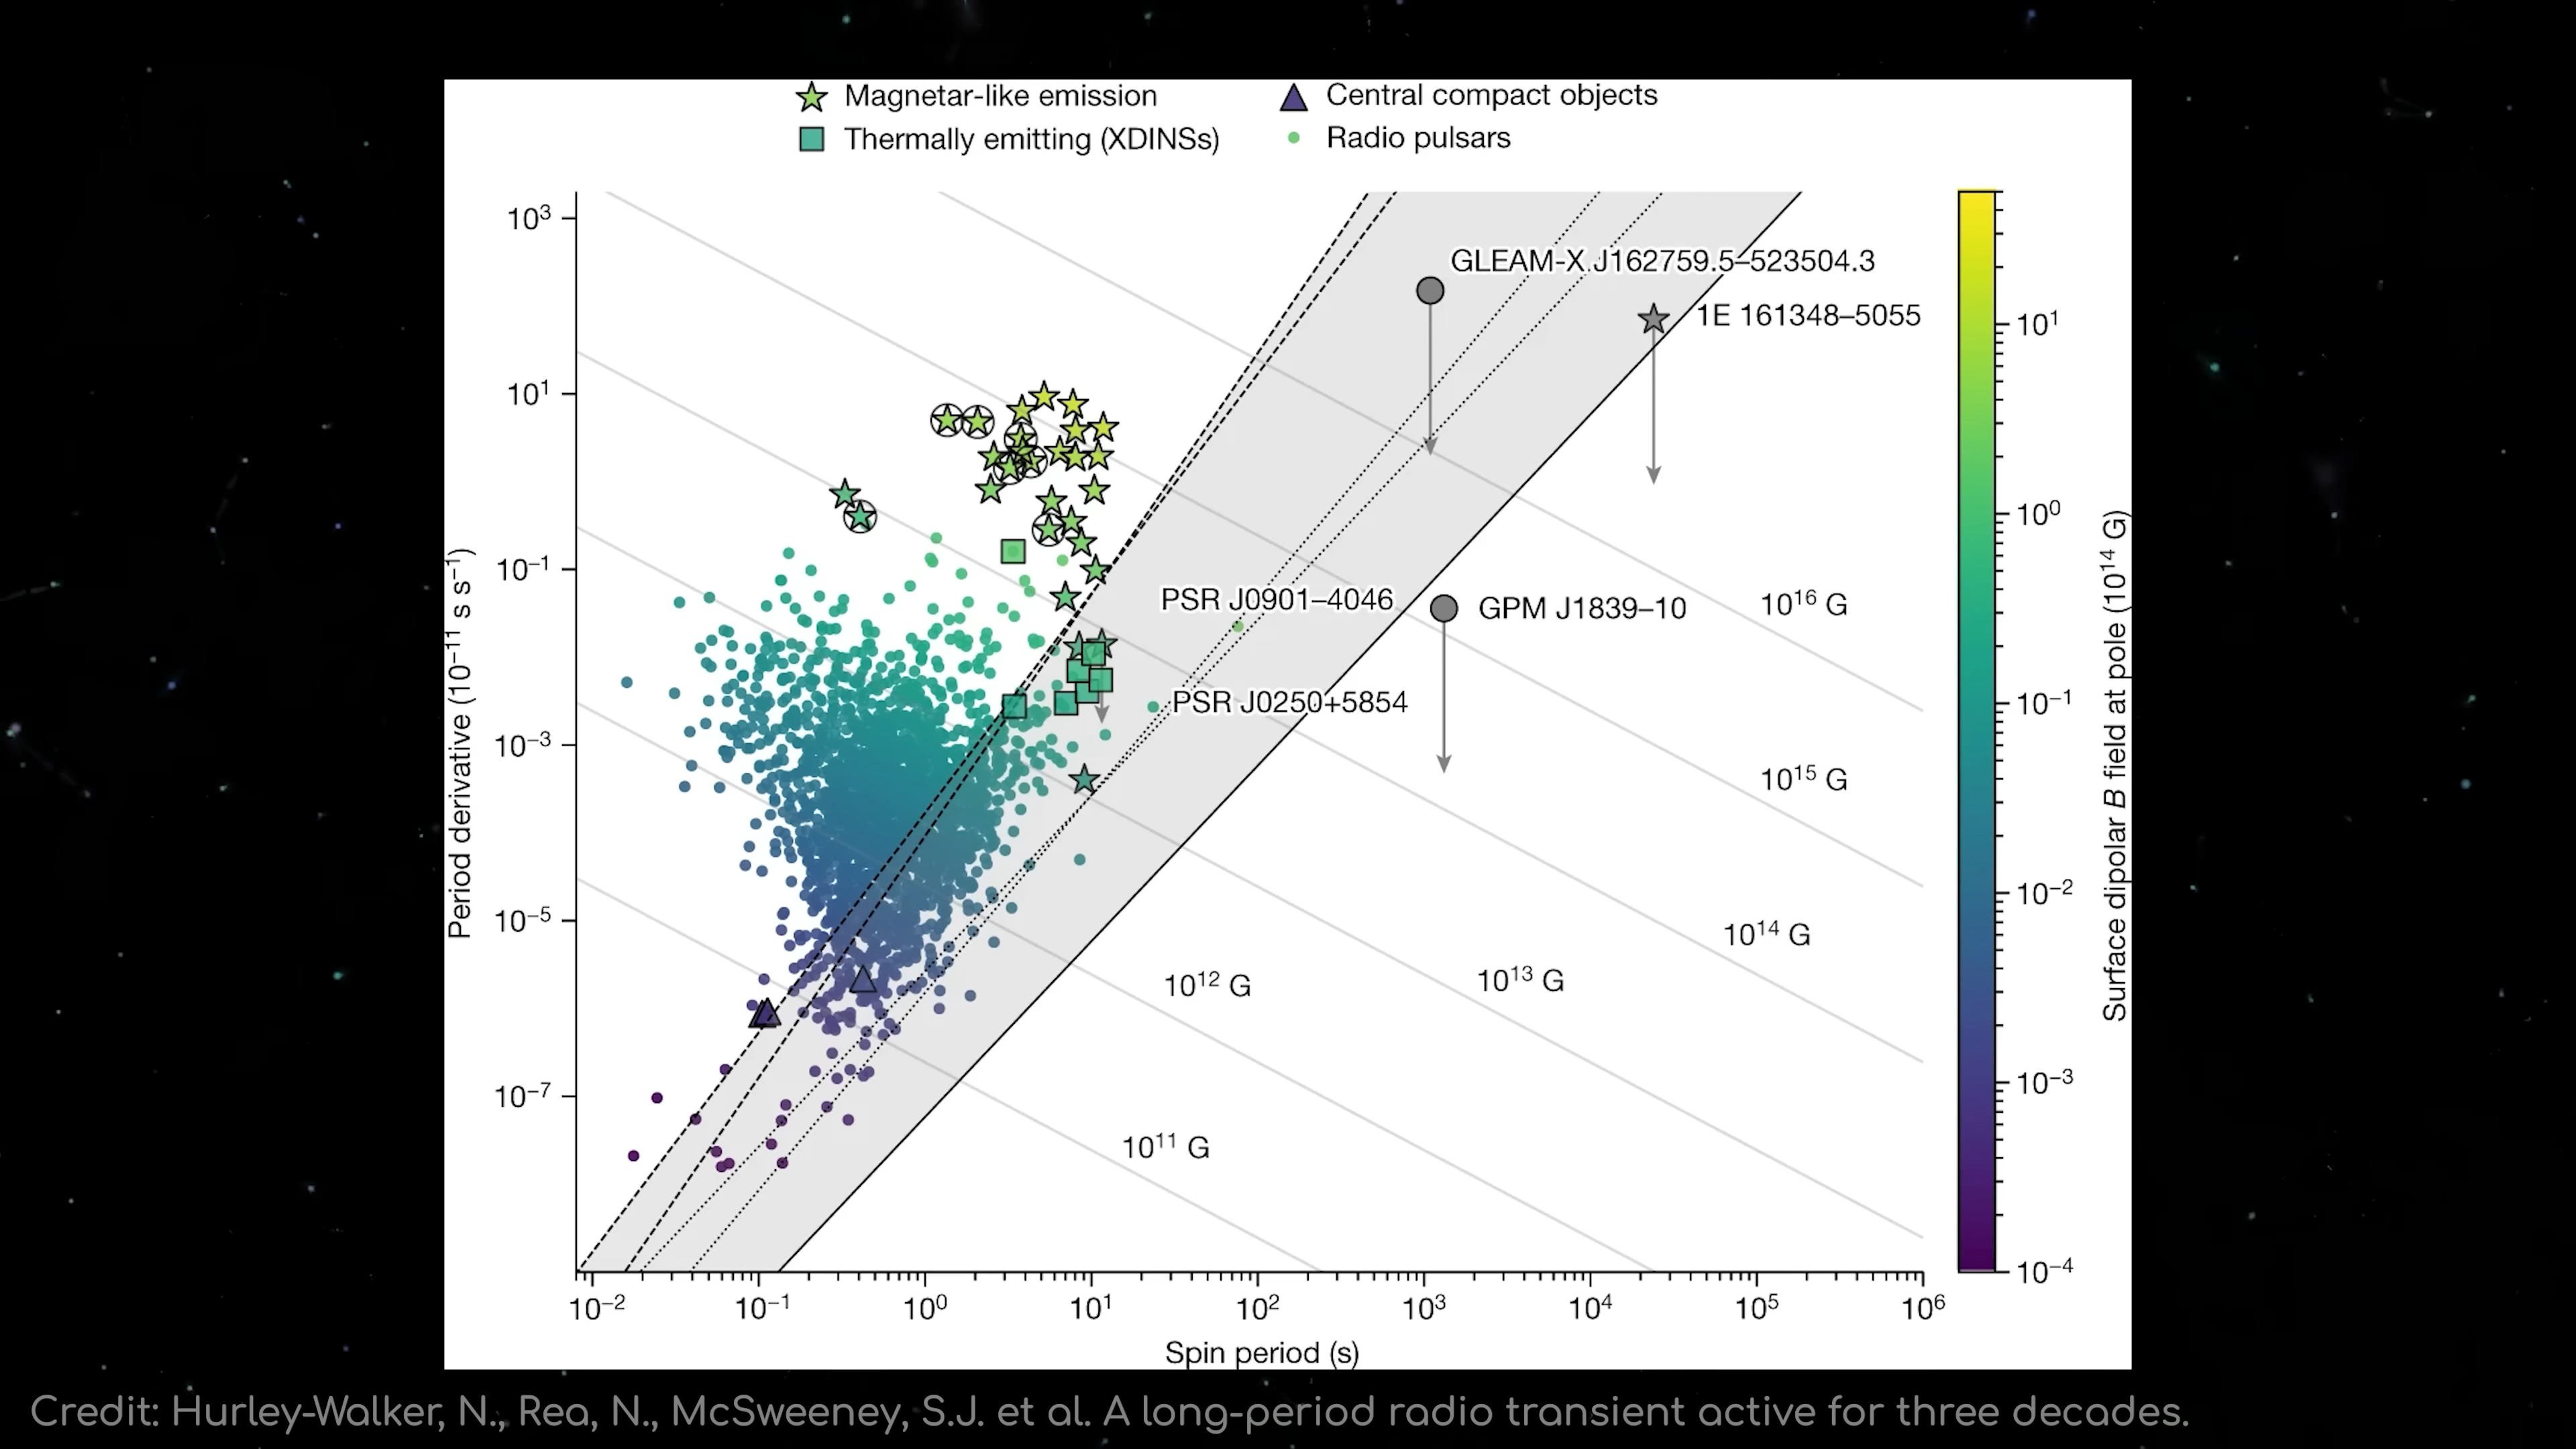 Magnetar-like emission
Central compact objects
Thermally emitting (XDINSs)
Radio pulsars
10³
10¹
10⁻¹
10⁻³
10⁻⁵
10⁻⁷
Period derivative (10⁻¹¹ s s⁻¹)
GLEAM-X J162759.5–523504.3
1E 161348–5055
PSR J0901–4046
GPM J1839–10
PSR J0250+5854
10¹⁶ G
10¹⁵ G
10¹⁴ G
10¹³ G
10¹² G
10¹¹ G
10⁻²
10⁻¹
10⁰
10¹
10²
10³
10⁴
10⁵
10⁶
Spin period (s)
10¹
10⁰
10⁻¹
10⁻²
10⁻³
10⁻⁴
Surface dipolar B field at pole (10¹⁴ G)
Credit: Hurley-Walker, N., Rea, N., McSweeney, S.J. et al. A long-period radio transient active for three decades.